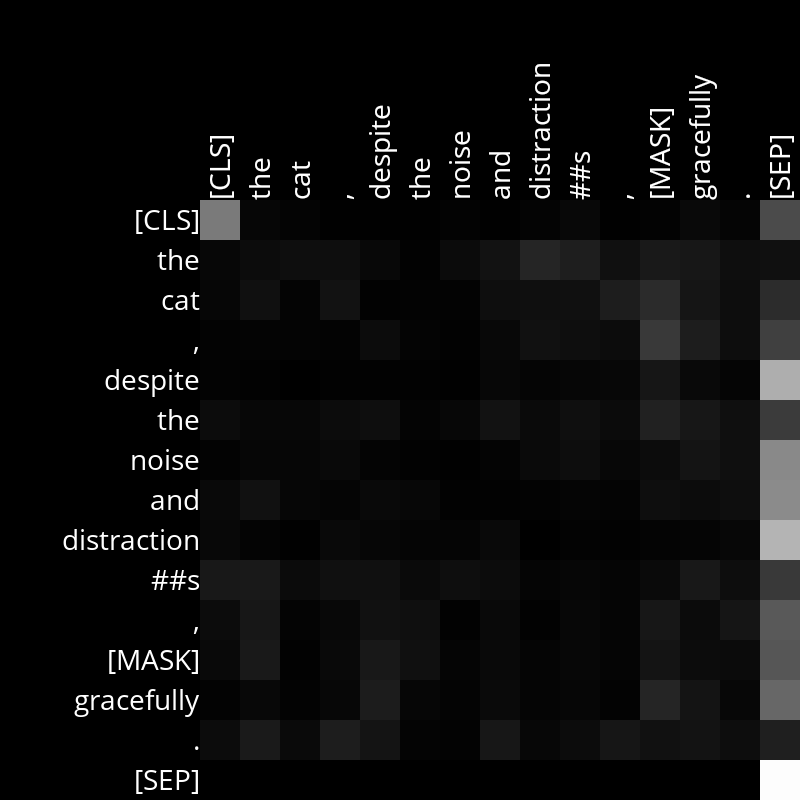 [CLS]
the
cat
,
despite
the
noise
and
distraction
##s
,
[MASK]
gracefully
.
[SEP]
[CLS]
the
cat
,
despite
the
noise
and
distraction
##s
,
[MASK]
gracefully
.
[SEP]